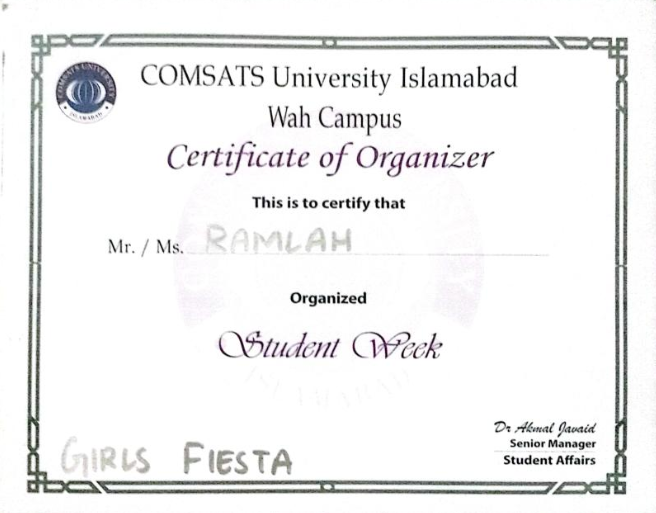 COMSATS University Islamabad
Wah Campus
Certificate of Organizer
This is to certify that
Mr. / Ms. RAMLAH
Organized
Student Week
Dr Akmal Javaid
Senior Manager
Student Affairs
GIRLS FIESTA
COMSATS UNIVERSITY
ISLAMABAD
ISLAMABAD